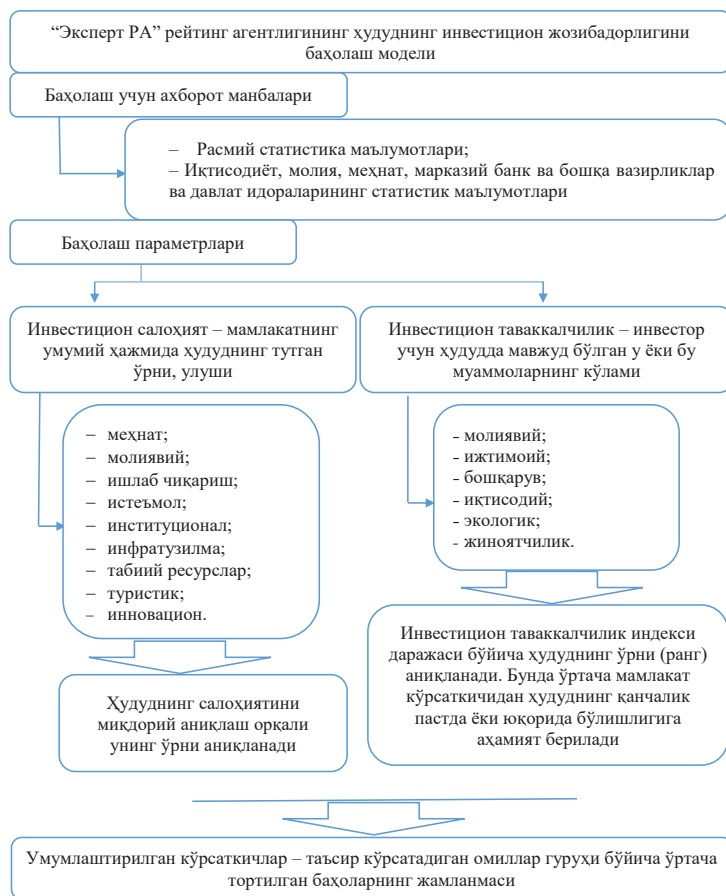 “Эксперт РА” рейтинг агентлигининг ҳудуднинг инвестицион жозибадорлигини
баҳолаш модели
Баҳолаш учун ахборот манбалари
– Расмий статистика маълумотлари;
– Иқтисодиёт, молия, меҳнат, марказий банк ва бошқа вазирликлар
ва давлат идораларининг статистик маълумотлари
Баҳолаш параметрлари
Инвестицион салоҳият – мамлакатнинг
умумий ҳажмида ҳудуднинг тутган
ўрни, улуши
Инвестицион таваккалчилик – инвестор
учун ҳудудда мавжуд бўлган у ёки бу
муаммоларнинг кўлами
– меҳнат;
– молиявий;
– ишлаб чиқариш;
– истеъмол;
– институционал;
– инфратузилма;
– табиий ресурслар;
– туристик;
– инновацион.
- молиявий;
- ижтимоий;
- бошқарув;
- иқтисодий;
- экологик;
- жиноятчилик.
Ҳудуднинг салоҳиятини
миқдорий аниқлаш орқали
унинг ўрни аниқланади
Инвестицион таваккалчилик индекси
даражаси бўйича ҳудуднинг ўрни (ранг)
аниқланади. Бунда ўртача мамлакат
кўрсаткичидан ҳудуднинг қанчалик
пастда ёки юқорида бўлишлигига
аҳамият берилади
Умумлаштирилган кўрсаткичлар – таъсир кўрсатадиган омиллар гуруҳи бўйича ўртача
тортилган баҳоларнинг жамланмаси